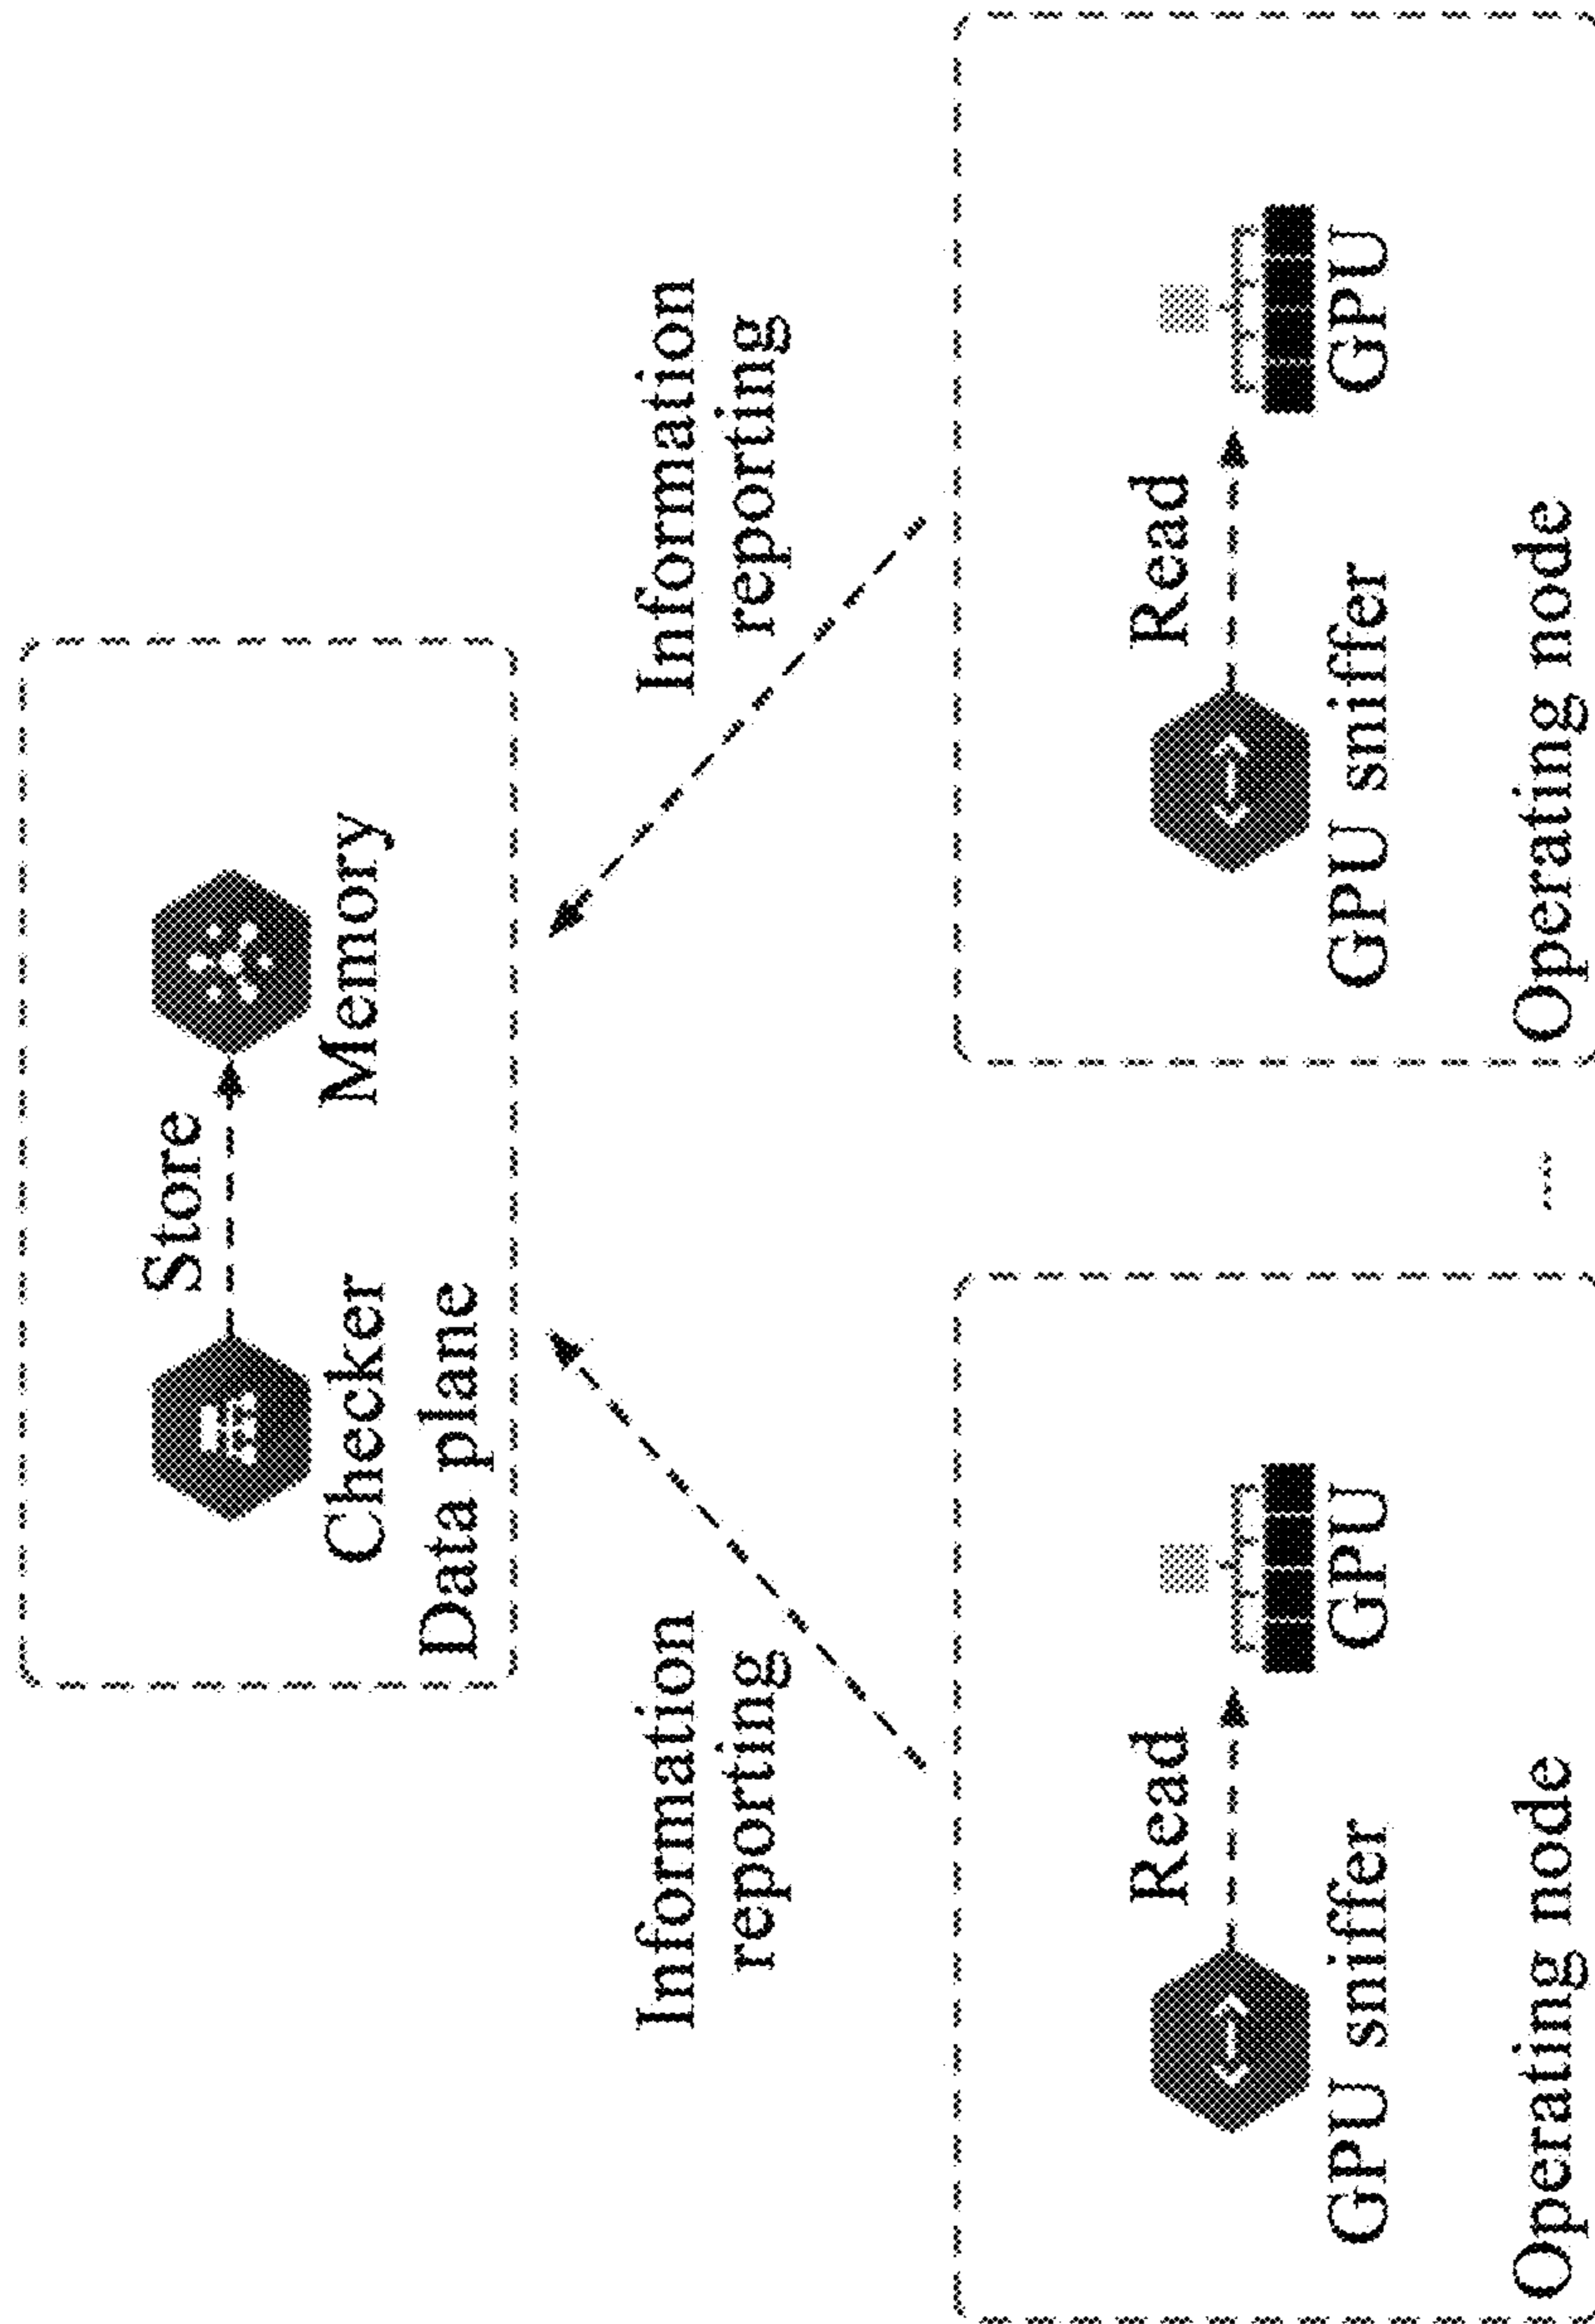 Store
Checker
Memory
Data plane
Information
reporting
Information
reporting
Read
GPU sniffer
GPU
Operating node
...
Read
GPU sniffer
GPU
Operating node